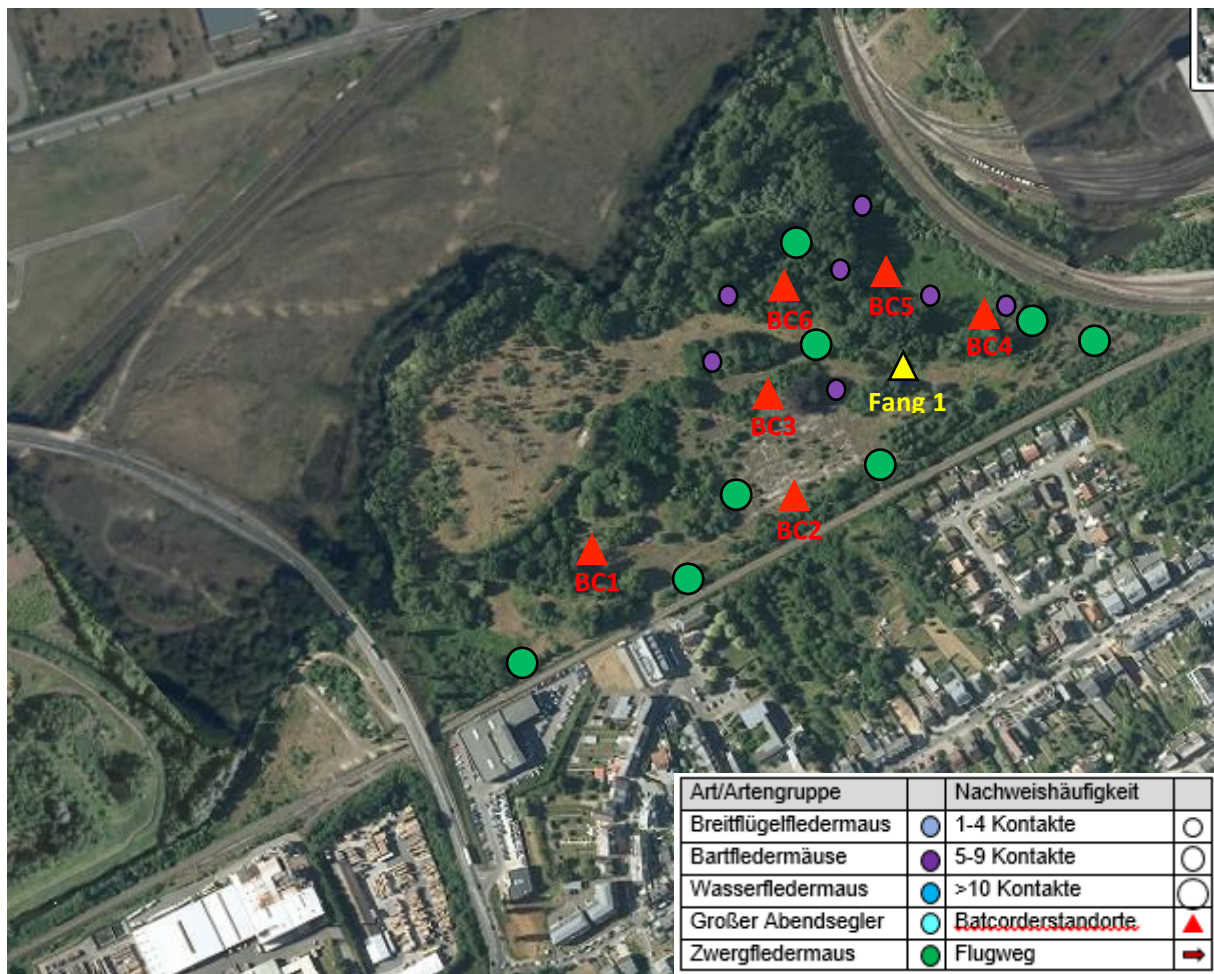 BC5
BC6
BC4
Fang 1
BC3
BC2
BC1
Art/Artengruppe Nachweishäufigkeit
Breitflügelfledermaus 1-4 Kontakte
Bartfledermäuse 5-9 Kontakte
Wasserfledermaus >10 Kontakte
Großer Abendsegler Batcorderstandorte
Zwergfledermaus Flugweg